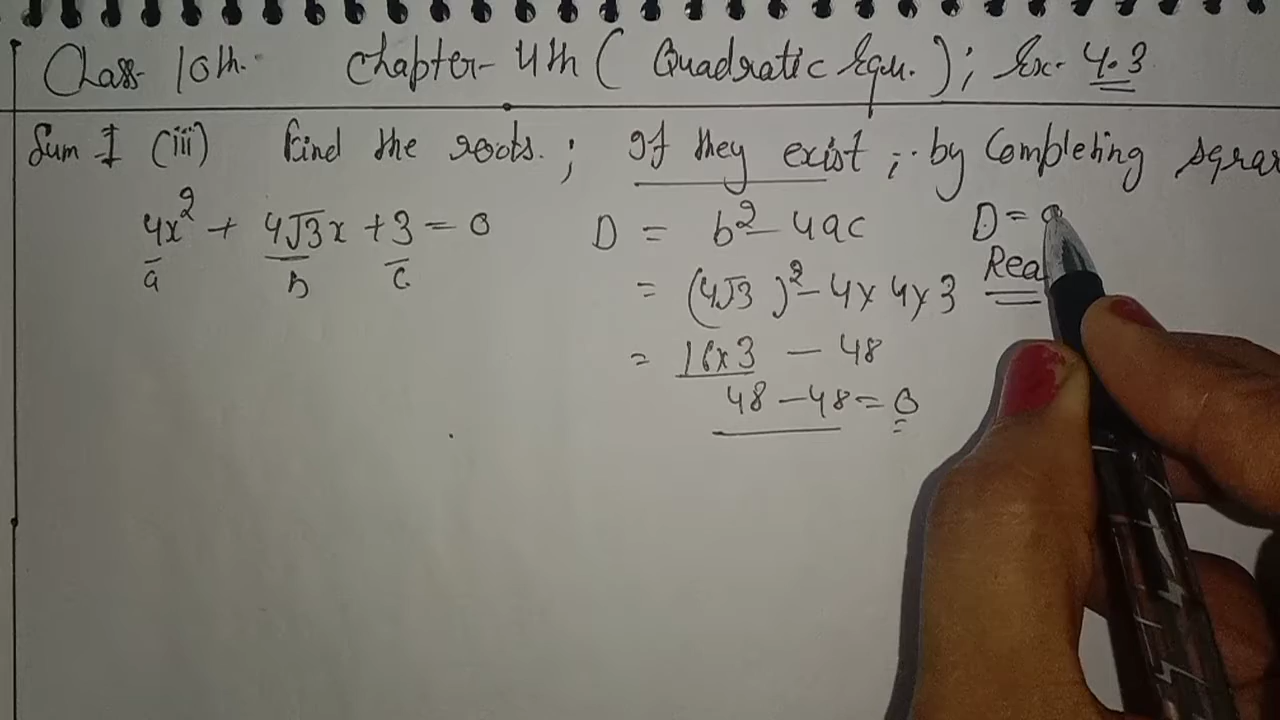 Class 10th. Chapter-4th ( Quadratic Equ. ) ; Ex- 4.3
Sum I (iii) Find the roots. ; If they exist ; by Completing
4x² + 4√3x + 3 = 0
a b c
D = b² - 4ac
= (4√3)² - 4 × 4 × 3
= 16 × 3 - 48
48 - 48 = 0
D = 0
Rea